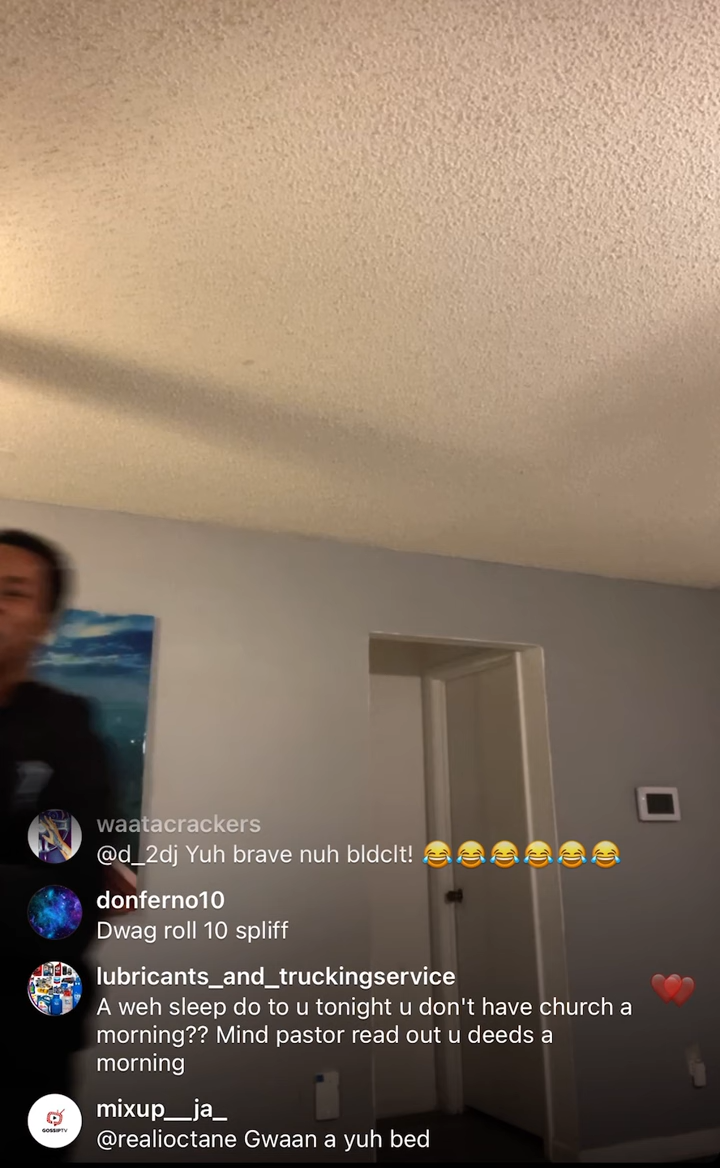 waatacrackers
@d_2dj Yuh brave nuh bldclt! 😂😂😂😂😂😂
donferno10
Dwag roll 10 spliff
lubricants_and_truckingservice
A weh sleep do to u tonight u don't have church a
morning?? Mind pastor read out u deeds a
morning
GOSSIPTV
mixup__ja_
@realioctane Gwaan a yuh bed